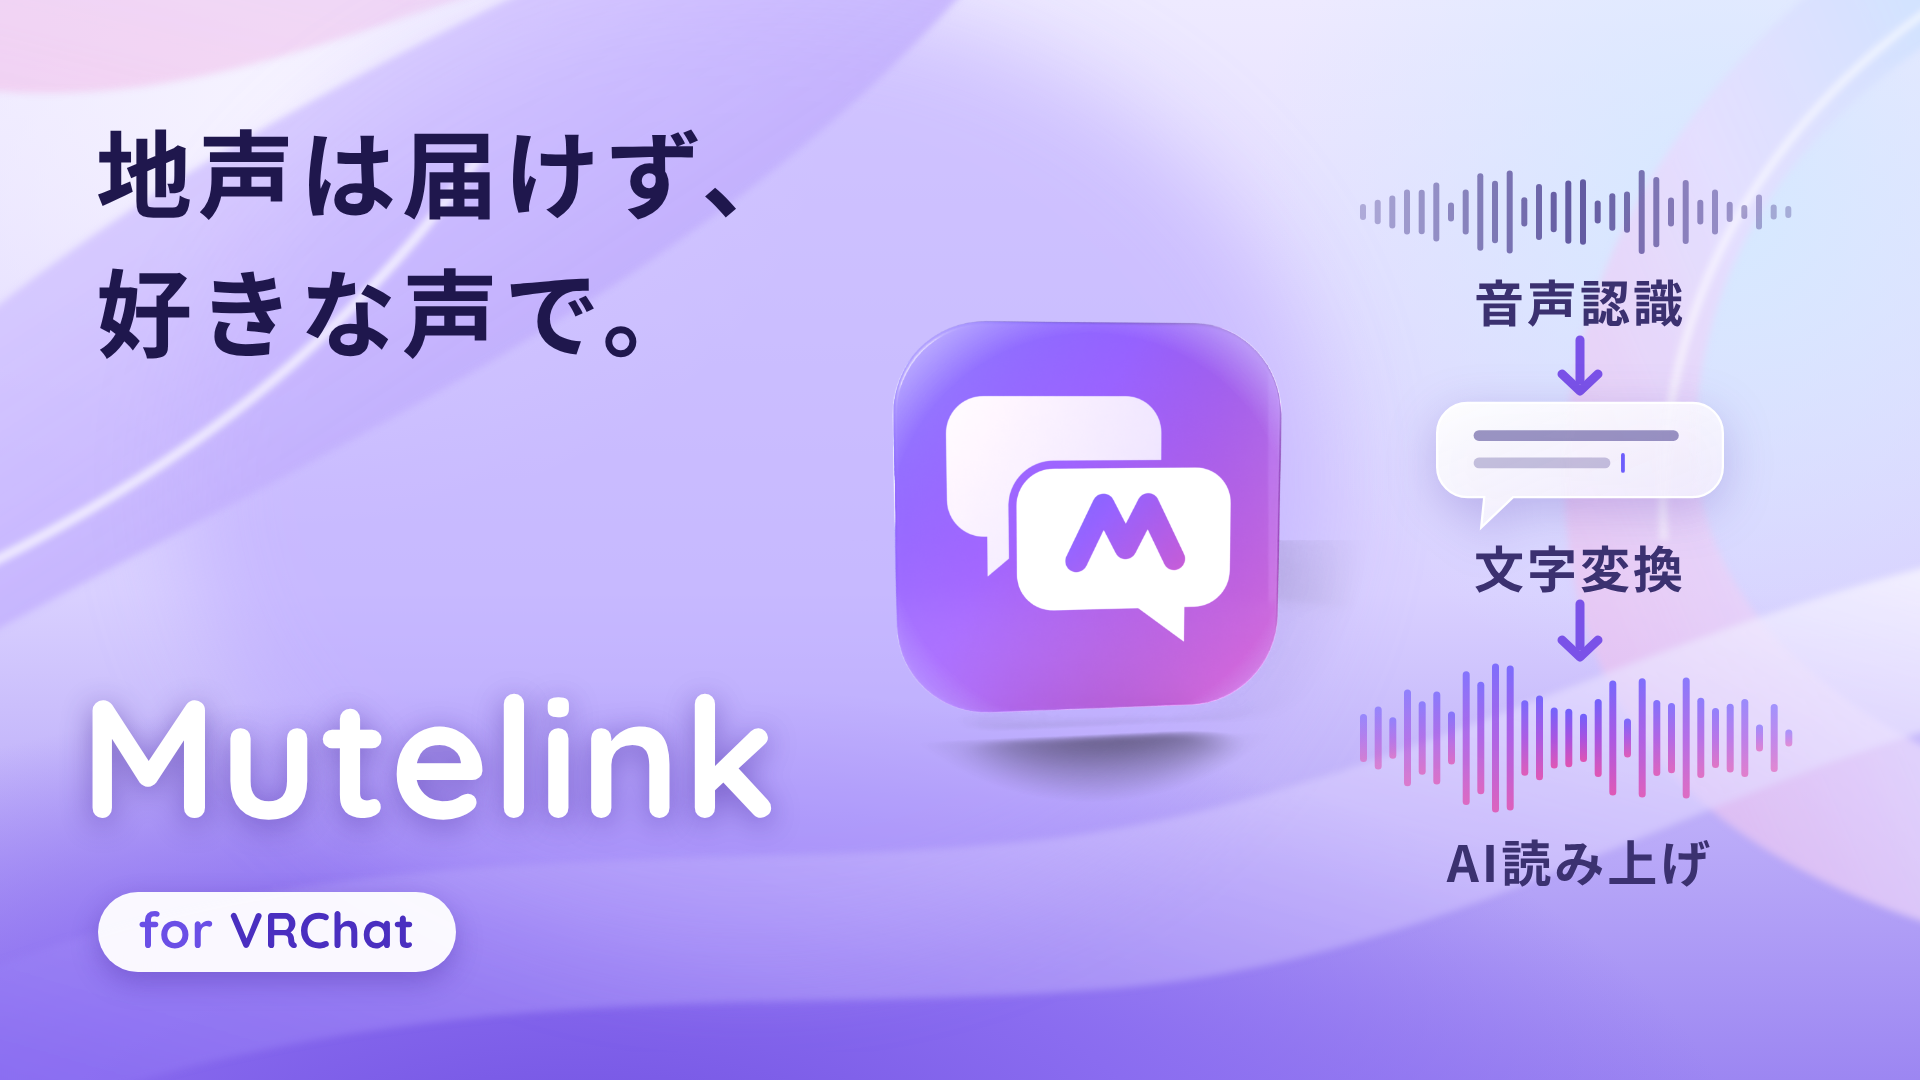 地声は届けず、
好きな声で。
Mutelink
for VRChat
M
音声認識
文字変換
AI読み上げ